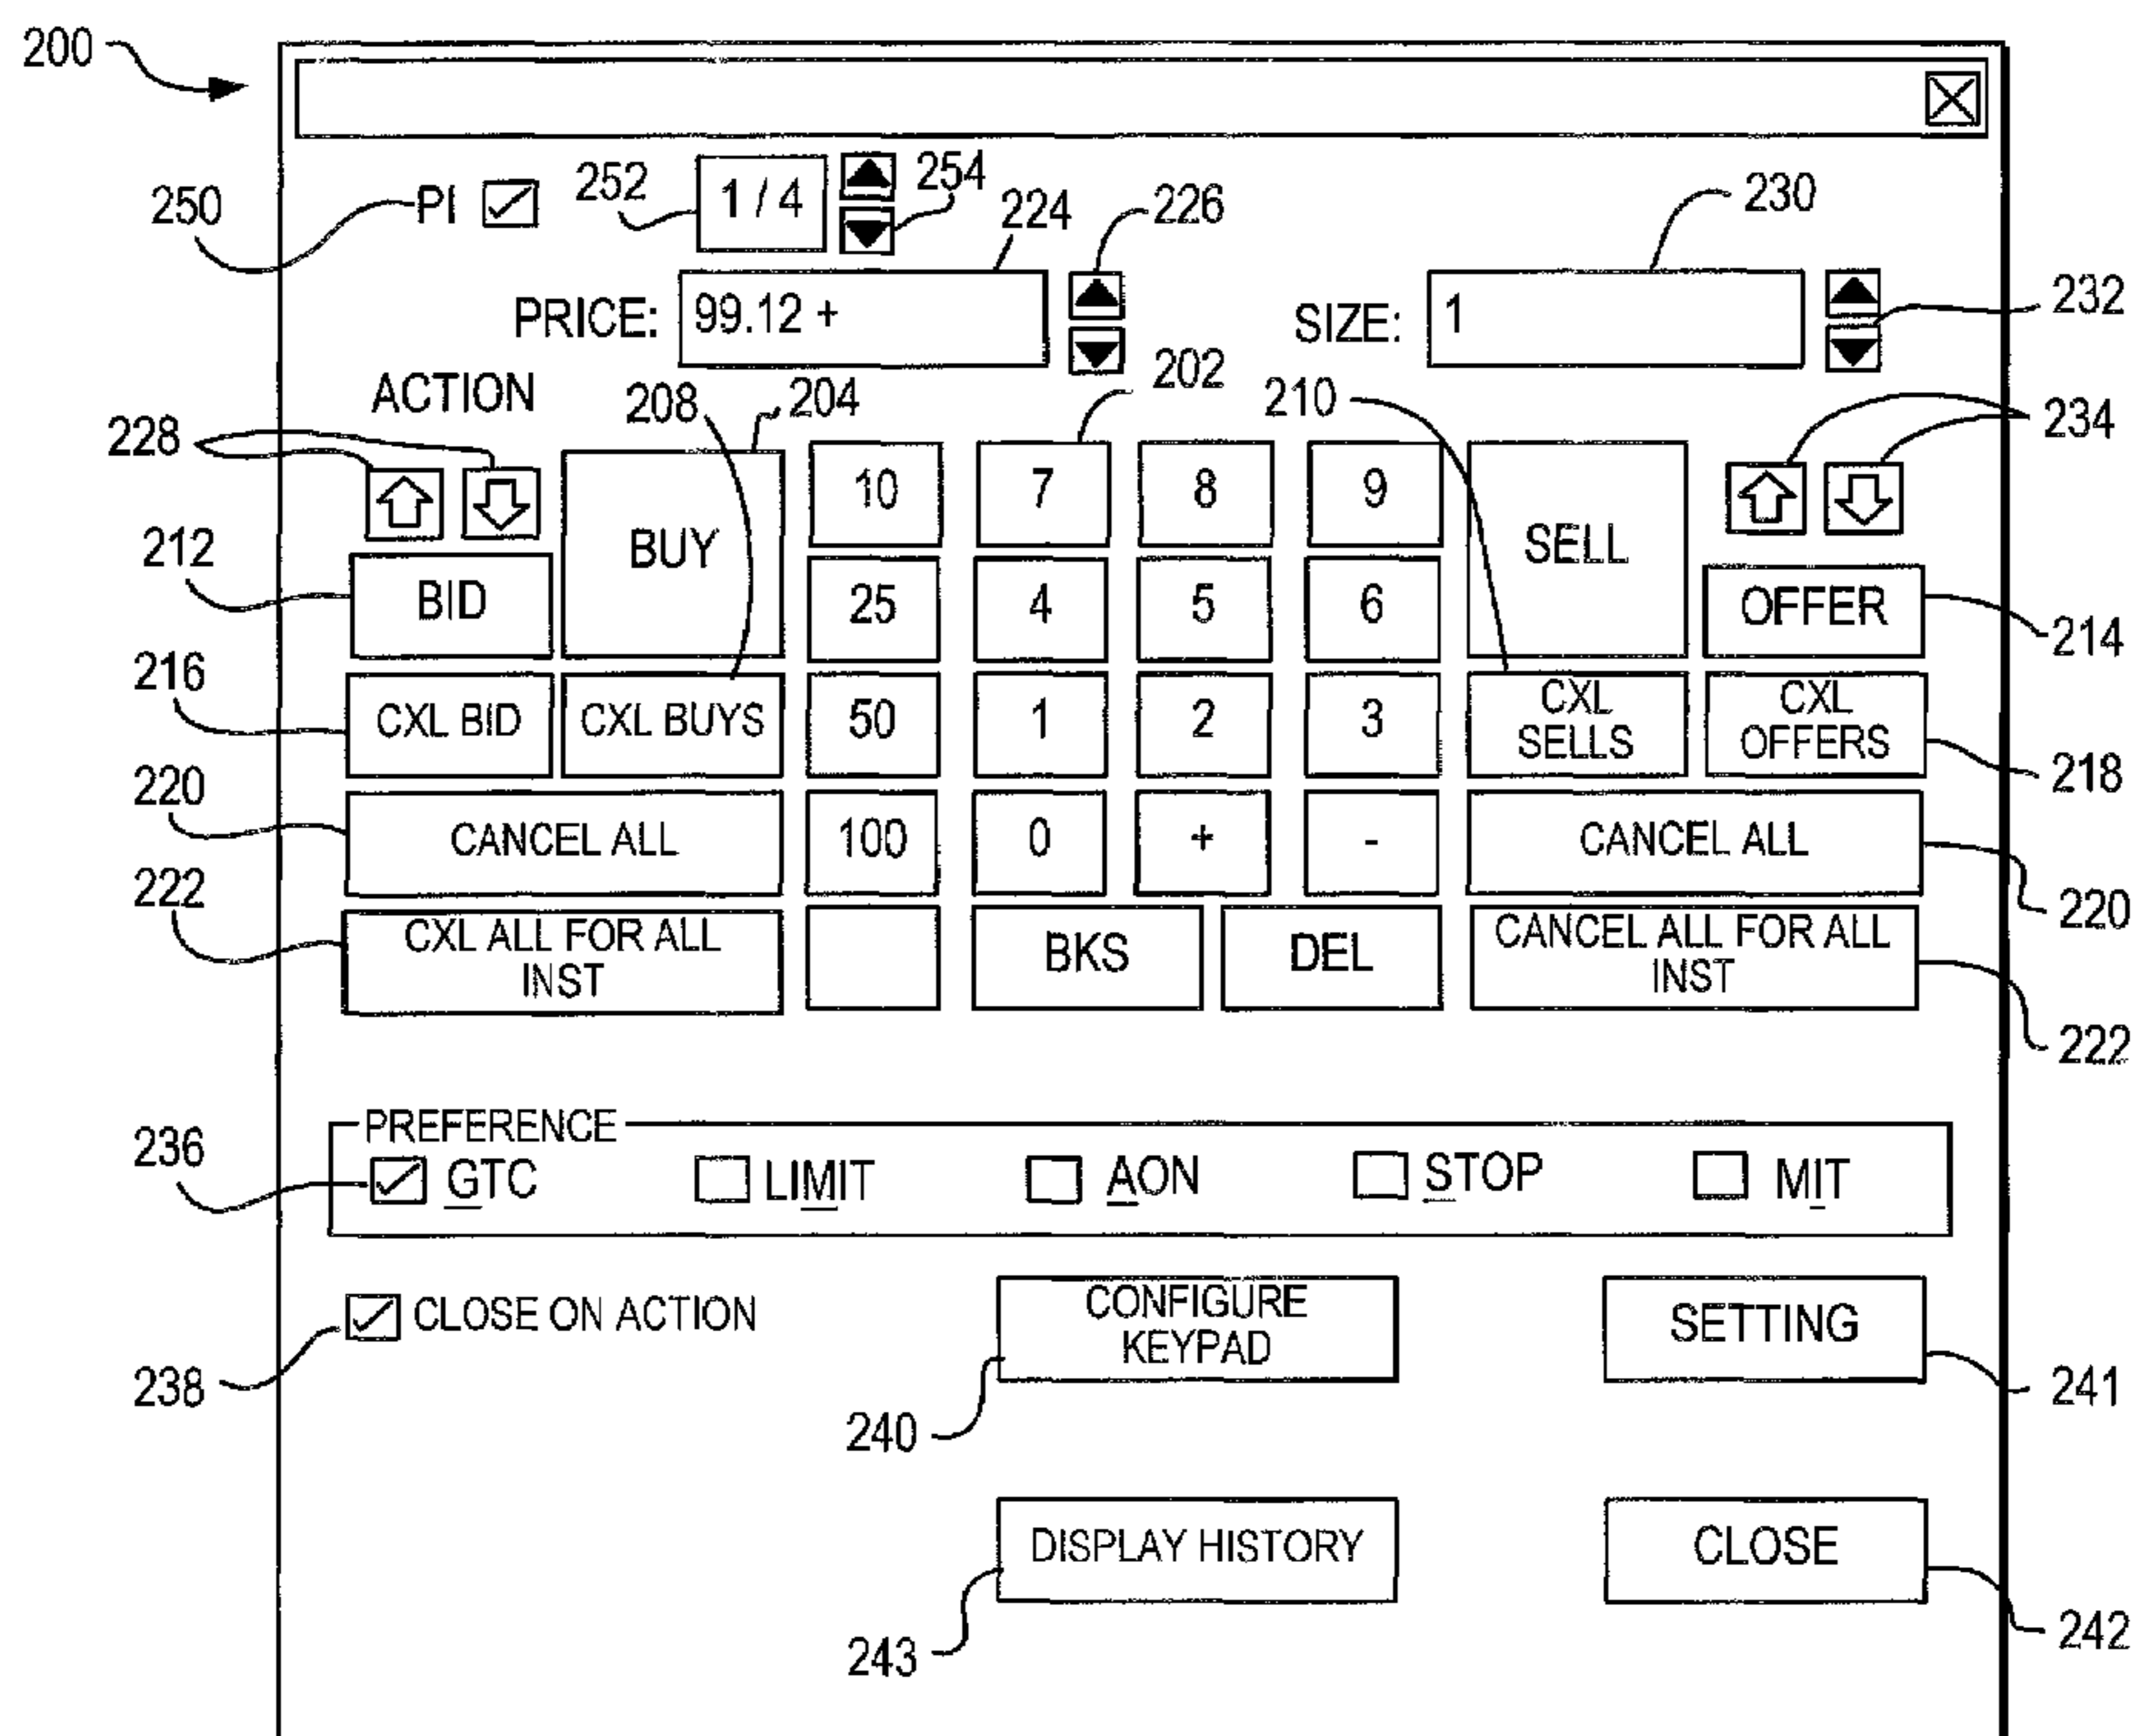 200
250 PI 252 1 / 4 254 224 226 230
PRICE: 99.12 + SIZE: 1 232
ACTION 208 204 202 210
228 234
10 7 8 9
212 BUY SELL
BID 25 4 5 6 OFFER
214
216 CXL BID CXL BUYS 50 1 2 3 CXL SELLS CXL OFFERS
218
220 CANCEL ALL 100 0 + - CANCEL ALL
222 220
CXL ALL FOR ALL BKS DEL CANCEL ALL FOR ALL
INST INST
222
PREFERENCE
236 GTC LIMIT AON STOP MIT
CLOSE ON ACTION CONFIGURE SETTING
KEYPAD
238 241
240
DISPLAY HISTORY CLOSE
243 242